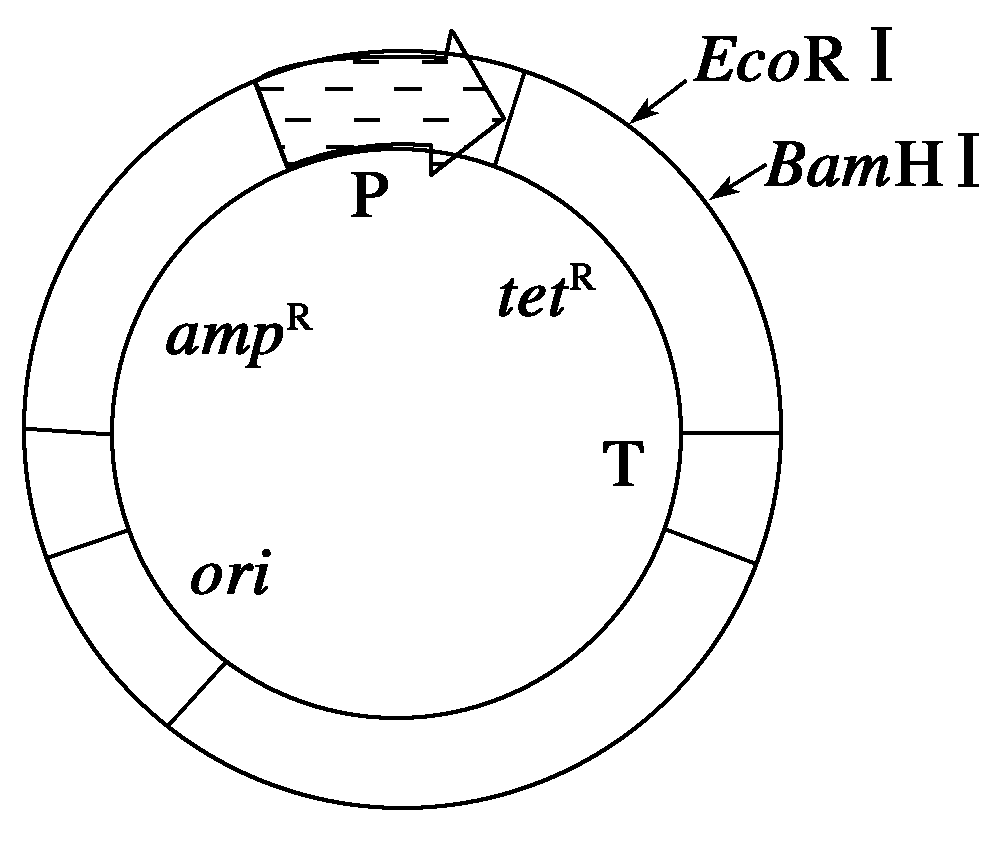 EcoR Ⅰ
BamH Ⅰ
P
tetᴿ
ampᴿ
T
ori